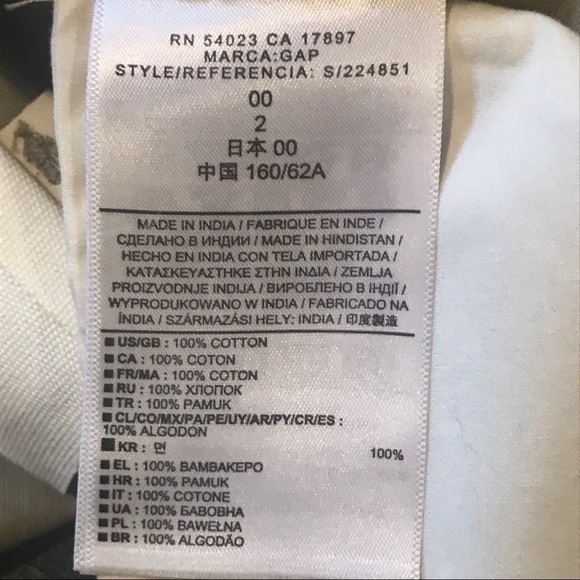 RN 54023 CA 17897
MARCA:GAP
STYLE/REFERENCIA: S/224851
00
2
日本 00
中国 160/62A
MADE IN INDIA / FABRIQUE EN INDE /
СДЕЛАНО В ИНДИИ / MADE IN HINDISTAN /
HECHO EN INDIA CON TELA IMPORTADA /
ΚΑΤΑΣΚΕΥΑΣΤΗΚΕ ΣΤΗΝ ΙΝΔΙΑ / ZEMLJA
PROIZVODNJE INDIJA / ВИРОБЛЕНО В ІНДІЇ /
WYPRODUKOWANO W INDIA / FABRICADO NA
ÍNDIA / SZÁRMAZÁSI HELY: INDIA / 印度製造
■ US/GB : 100% COTTON
■ CA : 100% COTON
■ FR/MA : 100% COTON
■ RU : 100% ХЛОПОК
■ TR : 100% PAMUK
■ CL/CO/MX/PA/PE/UY/AR/PY/CR/ES :
100% ALGODON
■ KR : 면 100%
■ EL : 100% ΒΑΜΒΑΚΕΡΟ
■ HR : 100% PAMUK
■ IT : 100% COTONE
■ UA : 100% БАВОВНА
■ PL : 100% BAWEŁNA
■ BR : 100% ALGODÃO